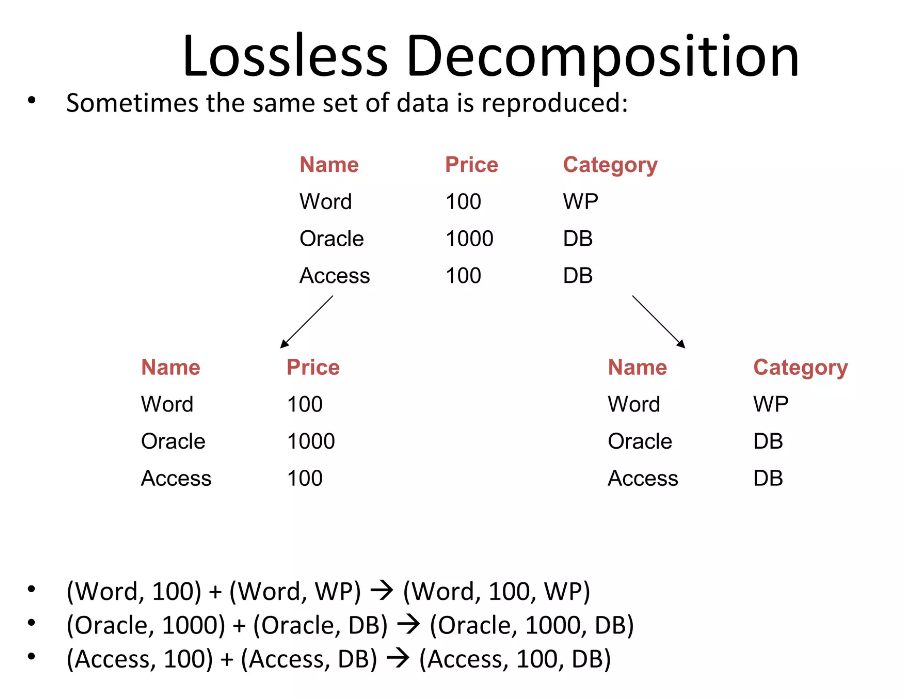 Lossless Decomposition
• Sometimes the same set of data is reproduced:
Name Price Category
Word 100 WP
Oracle 1000 DB
Access 100 DB
Name Price
Word 100
Oracle 1000
Access 100
Name Category
Word WP
Oracle DB
Access DB
• (Word, 100) + (Word, WP) → (Word, 100, WP)
• (Oracle, 1000) + (Oracle, DB) → (Oracle, 1000, DB)
• (Access, 100) + (Access, DB) → (Access, 100, DB)